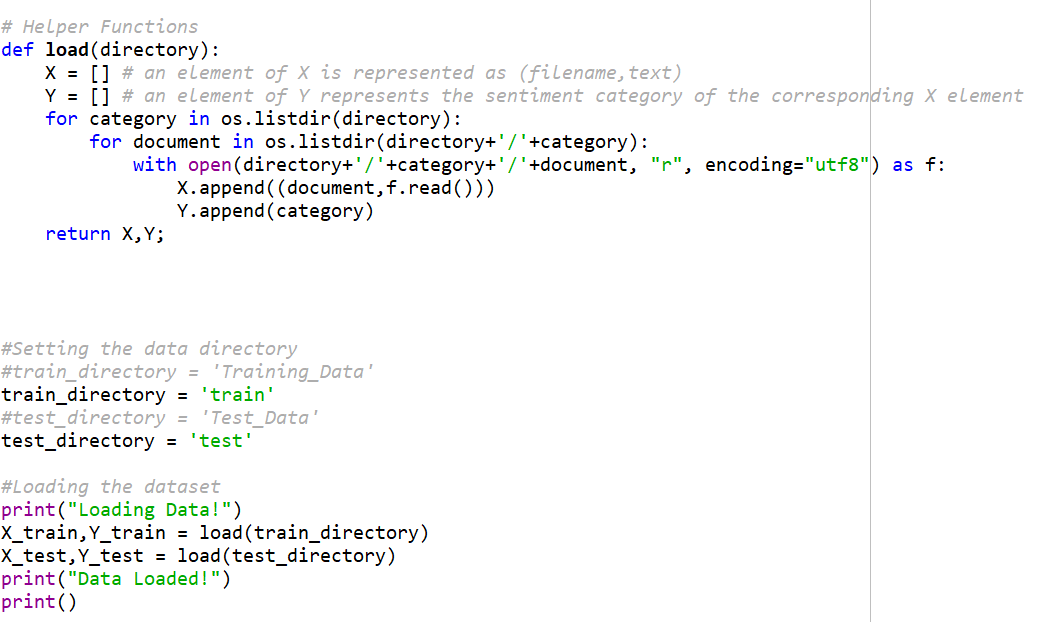 # Helper Functions
def load(directory):
    X = [] # an element of X is represented as (filename,text)
    Y = [] # an element of Y represents the sentiment category of the corresponding X element
    for category in os.listdir(directory):
        for document in os.listdir(directory+'/'+category):
            with open(directory+'/'+category+'/'+document, "r", encoding="utf8") as f:
                X.append((document,f.read()))
                Y.append(category)
    return X,Y;
#Setting the data directory
#train_directory = 'Training_Data'
train_directory = 'train'
#test_directory = 'Test_Data'
test_directory = 'test'
#Loading the dataset
print("Loading Data!")
X_train,Y_train = load(train_directory)
X_test,Y_test = load(test_directory)
print("Data Loaded!")
print()